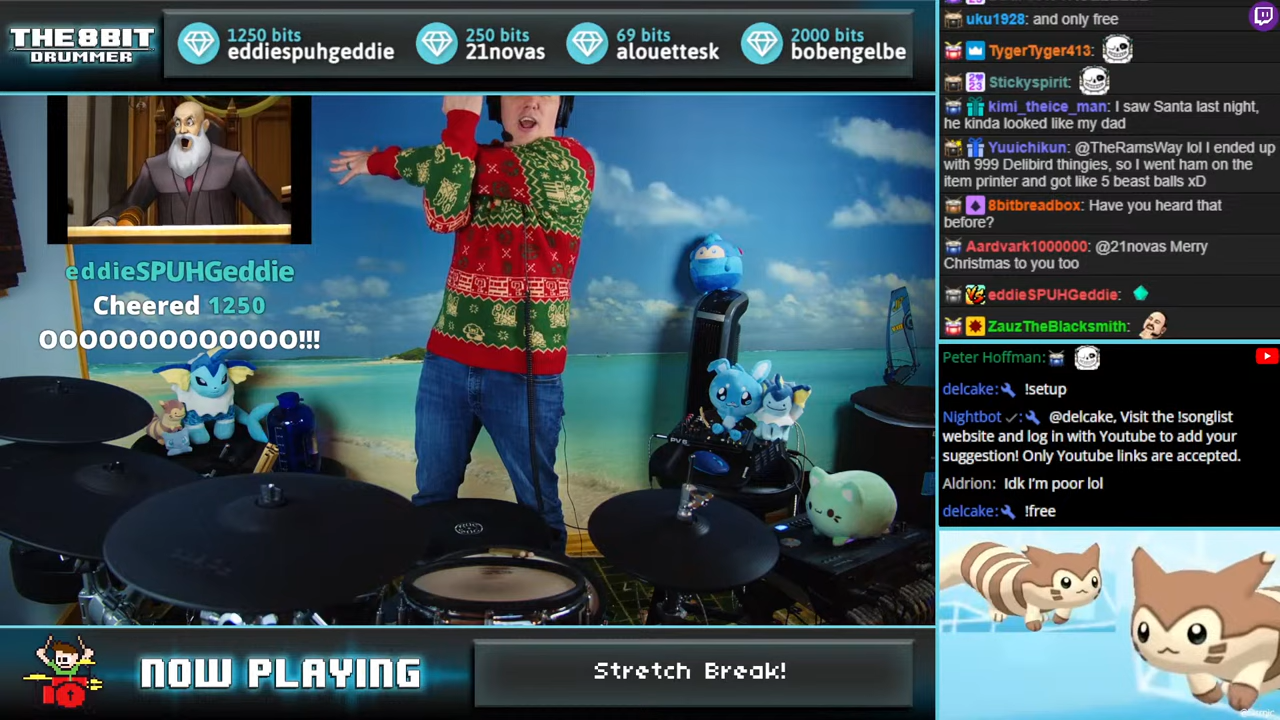 THE8BIT
DRUMMER
1250 bits
eddiespuhgeddie
250 bits
21novas
69 bits
alouettesk
2000 bits
bobengelbe
eddieSPUHGeddie
Cheered 1250
OOOOOOOOOOOOO!!!
uku1928: and only free
TygerTyger413:
Stickyspirit:
kimi_theice_man: I saw Santa last night,
he kinda looked like my dad
Yuuichikun: @TheRamsWay lol I ended up
with 999 Delibird thingies, so I went ham on the
item printer and got like 5 beast balls xD
8bitbreadbox: Have you heard that
before?
Aardvark1000000: @21novas Merry
Christmas to you too
eddieSPUHGeddie:
ZauzTheBlacksmith:
Peter Hoffman:
delcake: !setup
Nightbot ✓: @delcake, Visit the !songlist
website and log in with Youtube to add your
suggestion! Only Youtube links are accepted.
Aldrion: Idk I'm poor lol
delcake: !free
NOW PLAYING
Stretch Break!